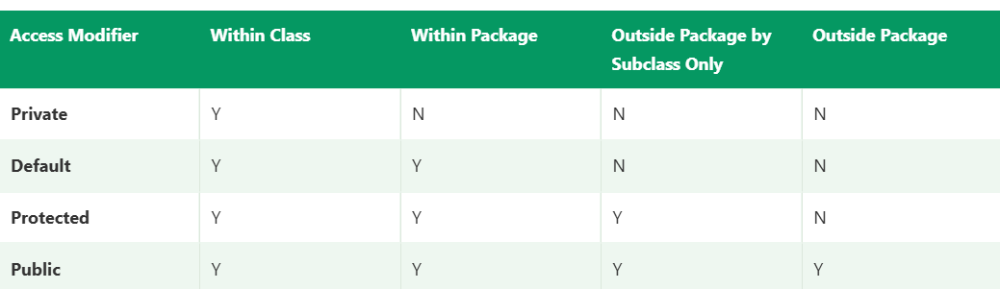 Access Modifier Within Class Within Package Outside Package by Outside Package
Subclass Only
Private Y N N N
Default Y Y N N
Protected Y Y Y N
Public Y Y Y Y